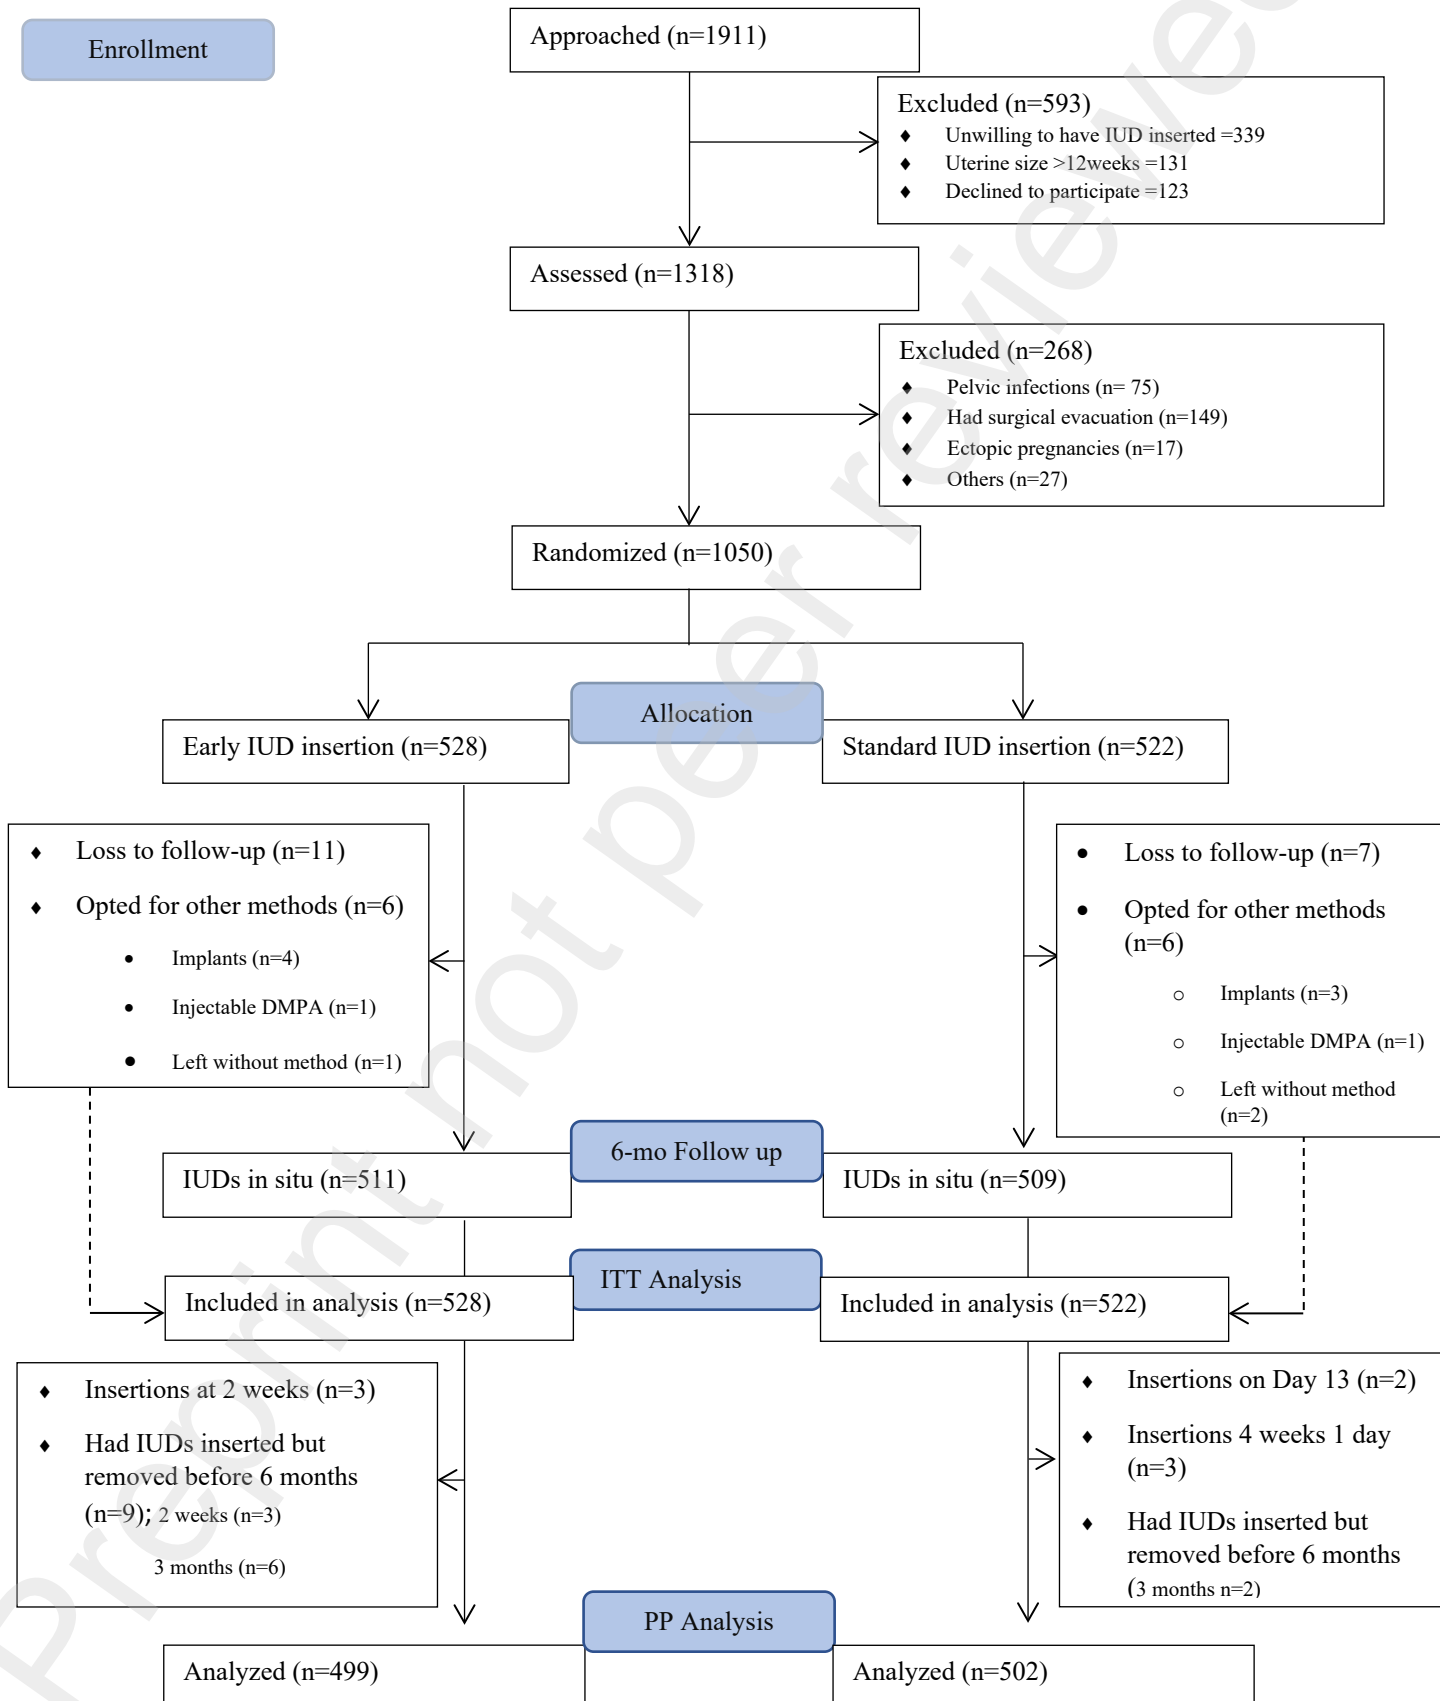 Enrollment
Approached (n=1911)
Excluded (n=593)
♦ Unwilling to have IUD inserted =339
♦ Uterine size >12weeks =131
♦ Declined to participate =123
Assessed (n=1318)
Excluded (n=268)
♦ Pelvic infections (n= 75)
♦ Had surgical evacuation (n=149)
♦ Ectopic pregnancies (n=17)
♦ Others (n=27)
Randomized (n=1050)
Allocation
Early IUD insertion (n=528)
Standard IUD insertion (n=522)
♦ Loss to follow-up (n=11)
♦ Opted for other methods (n=6)
• Implants (n=4)
• Injectable DMPA (n=1)
• Left without method (n=1)
• Loss to follow-up (n=7)
• Opted for other methods
(n=6)
o Implants (n=3)
o Injectable DMPA (n=1)
o Left without method
(n=2)
6-mo Follow up
IUDs in situ (n=511)
IUDs in situ (n=509)
ITT Analysis
Included in analysis (n=528)
Included in analysis (n=522)
♦ Insertions at 2 weeks (n=3)
♦ Had IUDs inserted but
removed before 6 months
(n=9); 2 weeks (n=3)
3 months (n=6)
♦ Insertions on Day 13 (n=2)
♦ Insertions 4 weeks 1 day
(n=3)
♦ Had IUDs inserted but
removed before 6 months
(3 months n=2)
PP Analysis
Analyzed (n=499)
Analyzed (n=502)
Preprint not peer reviewed